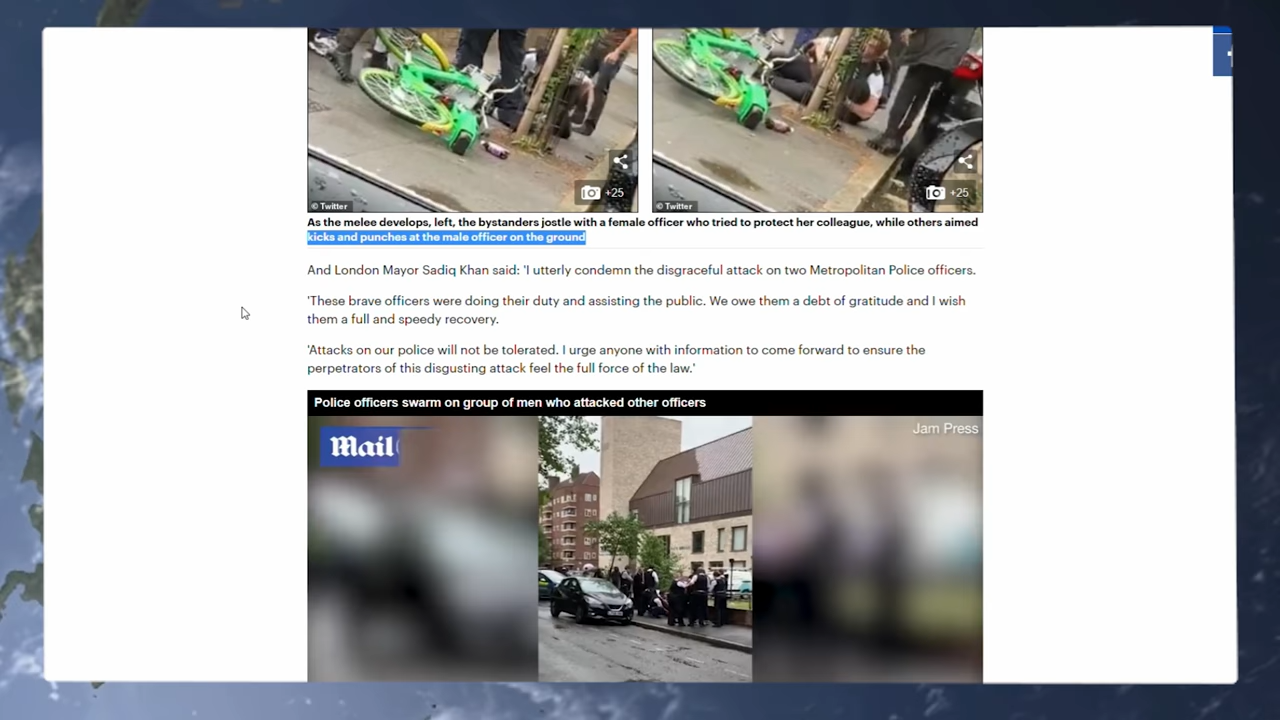 +25
+25
© Twitter
© Twitter
As the melee develops, left, the bystanders jostle with a female officer who tried to protect her colleague, while others aimed
kicks and punches at the male officer on the ground
And London Mayor Sadiq Khan said: 'I utterly condemn the disgraceful attack on two Metropolitan Police officers.
'These brave officers were doing their duty and assisting the public. We owe them a debt of gratitude and I wish
them a full and speedy recovery.
'Attacks on our police will not be tolerated. I urge anyone with information to come forward to ensure the
perpetrators of this disgusting attack feel the full force of the law.'
Police officers swarm on group of men who attacked other officers
Mail
Jam Press